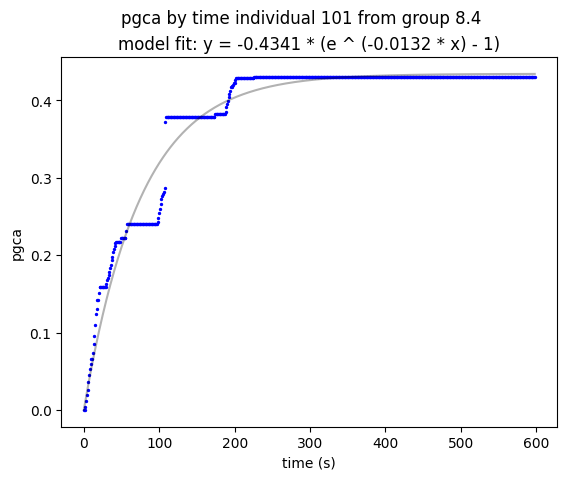 pgca by time individual 101 from group 8.4
model fit: y = -0.4341 * (e ^ (-0.0132 * x) - 1)
pgca
0.4
0.3
0.2
0.1
0.0
0 100 200 300 400 500 600
time (s)